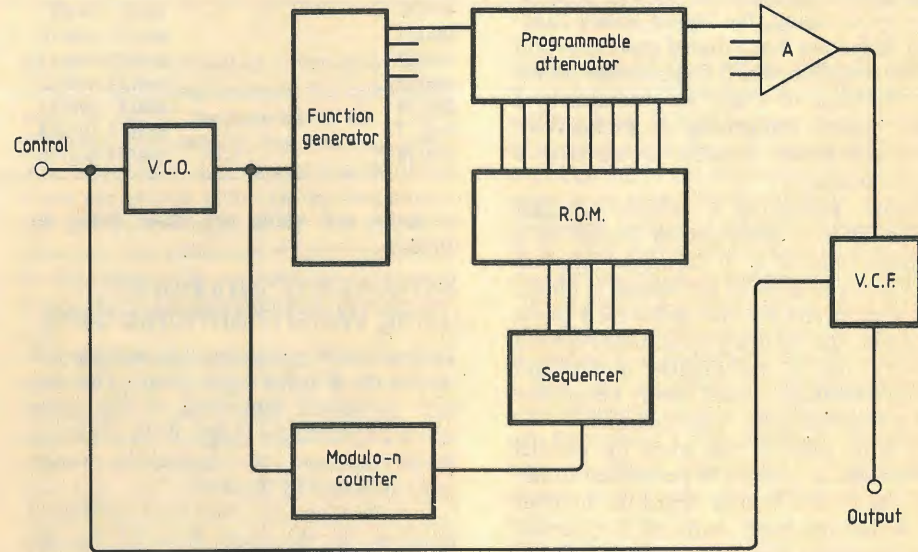 Programmable
attenuator
A
Function
generator
Control
V.C.O.
R.O.M.
V.C.F.
Sequencer
Modulo-n
counter
Output